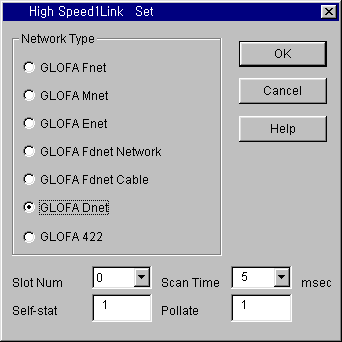 High Speed1Link Set
Network Type
GLOFA Fnet
GLOFA Mnet
GLOFA Enet
GLOFA Fdnet Network
GLOFA Fdnet Cable
GLOFA Dnet
GLOFA 422
OK
Cancel
Help
Slot Num 0 Scan Time 5 msec
Self-stat 1 Pollate 1